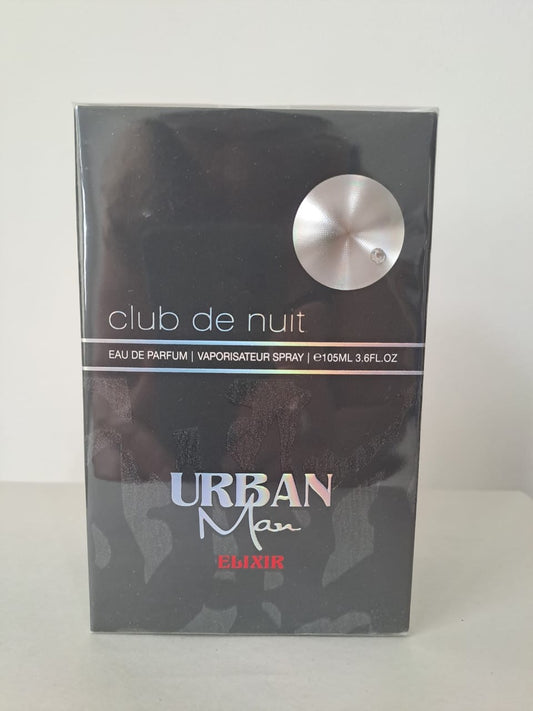 club de nuit
EAU DE PARFUM | VAPORISATEUR SPRAY | ℮105ML 3.6FL.OZ
URBAN
Man
ELIXIR